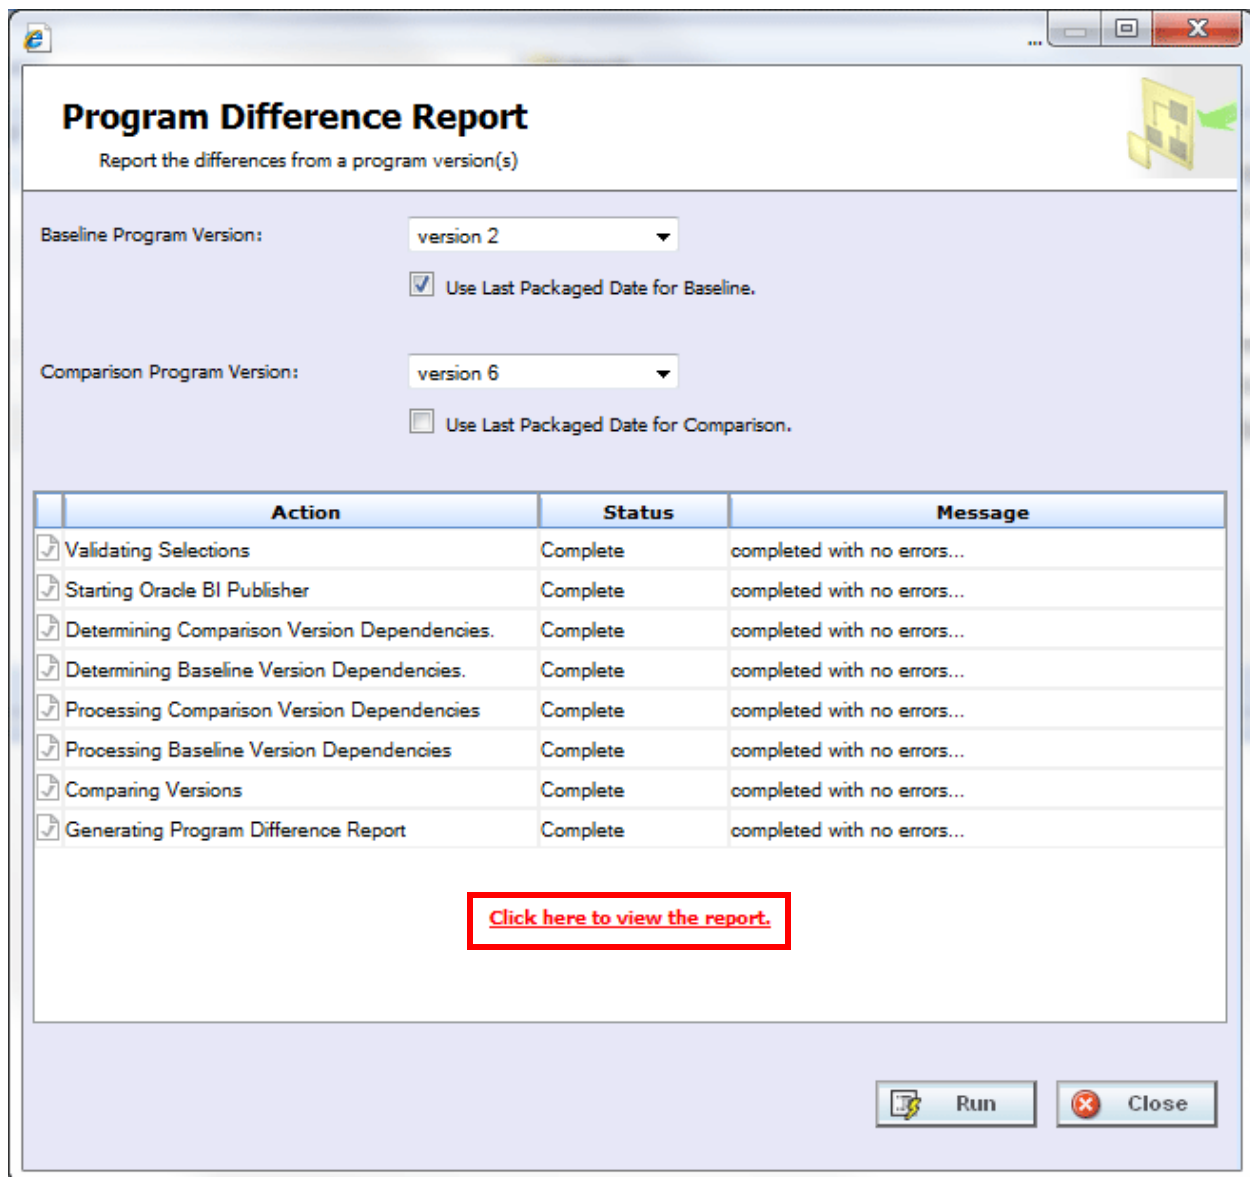 ...
Program Difference Report
Report the differences from a program version(s)
Baseline Program Version: version 2
Use Last Packaged Date for Baseline.
Comparison Program Version: version 6
Use Last Packaged Date for Comparison.
Action Status Message
Validating Selections Complete completed with no errors...
Starting Oracle BI Publisher Complete completed with no errors...
Determining Comparison Version Dependencies. Complete completed with no errors...
Determining Baseline Version Dependencies. Complete completed with no errors...
Processing Comparison Version Dependencies Complete completed with no errors...
Processing Baseline Version Dependencies Complete completed with no errors...
Comparing Versions Complete completed with no errors...
Generating Program Difference Report Complete completed with no errors...
Click here to view the report.
Run Close